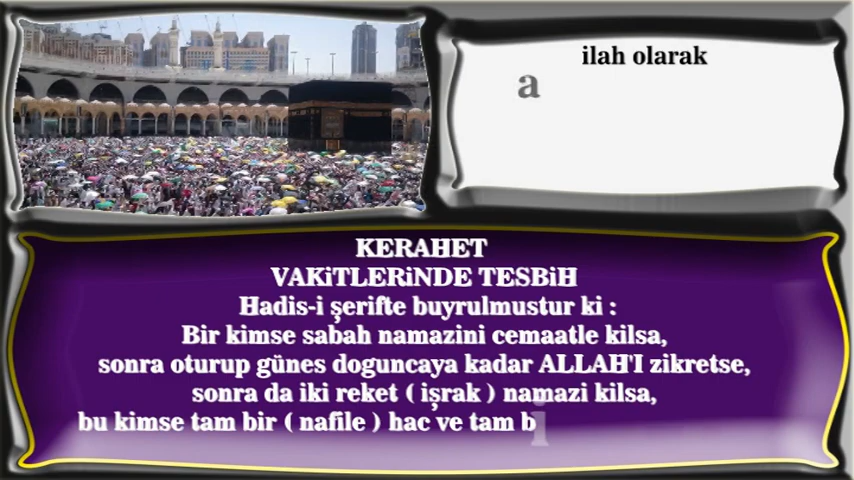 ilah olarak
a
KERAHET
VAKiTLERiNDE TESBiH
Hadis-i şerifte buyrulmustur ki :
Bir kimse sabah namazini cemaatle kilsa,
sonra oturup günes doguncaya kadar ALLAH'I zikretse,
sonra da iki reket ( işrak ) namazi kilsa,
bu kimse tam bir ( nafile ) hac ve tam b i